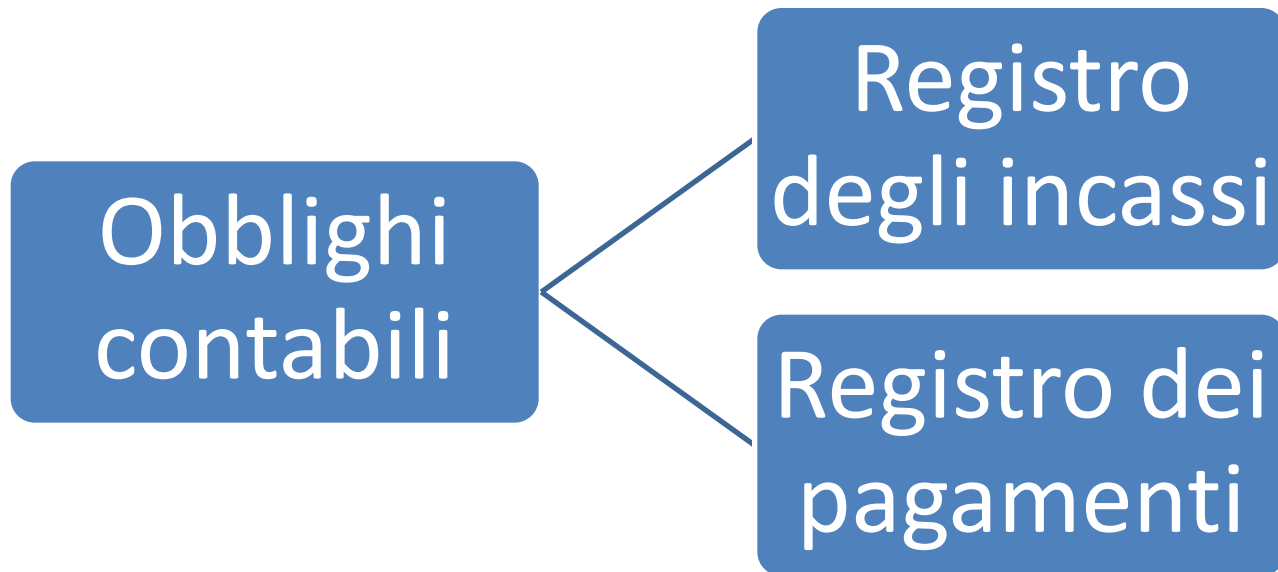 Obblighi
contabili
Registro
degli incassi
Registro dei
pagamenti